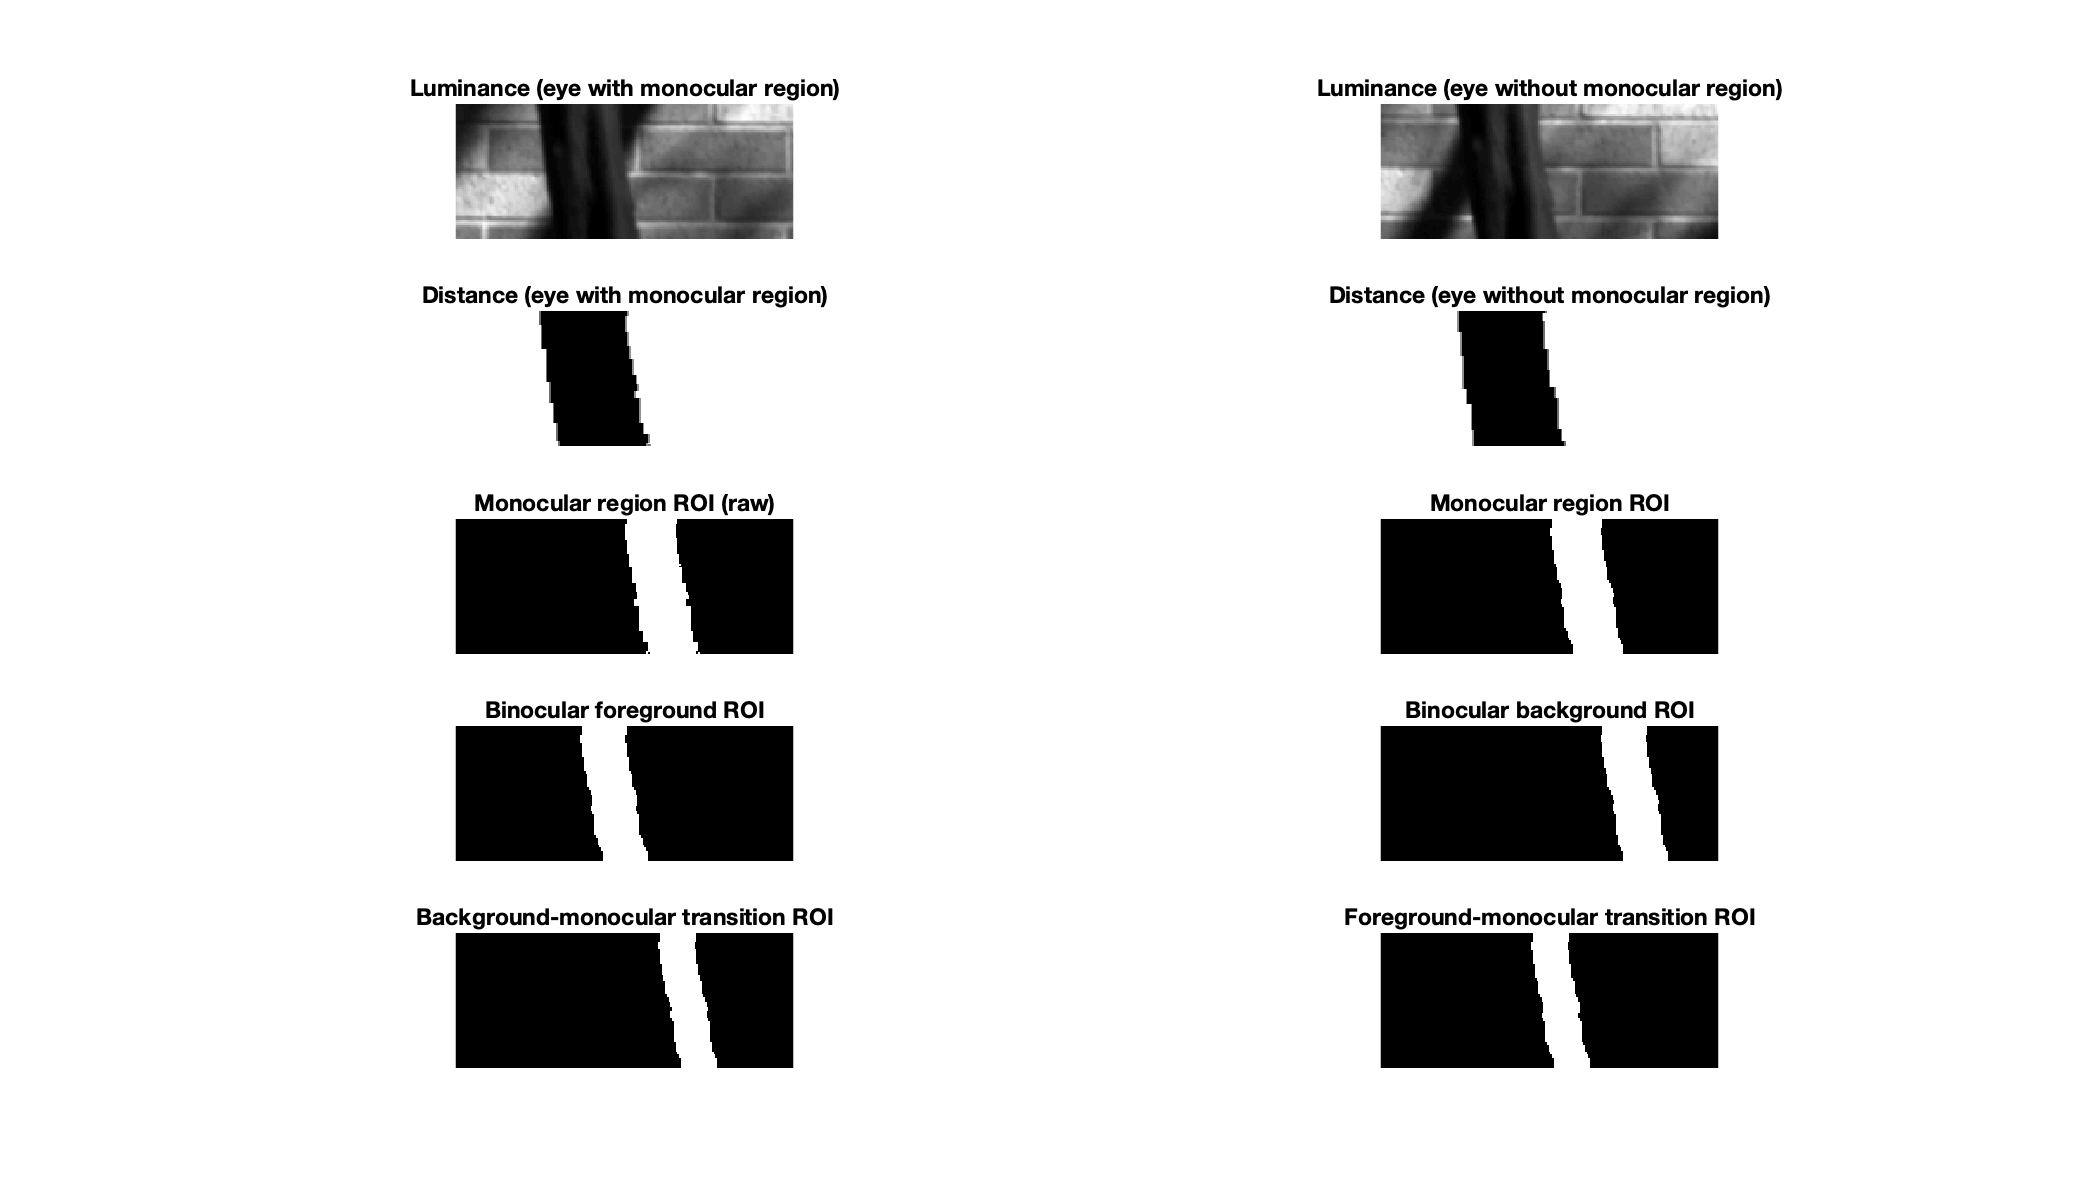 Luminance (eye with monocular region)
Luminance (eye without monocular region)
Distance (eye with monocular region)
Distance (eye without monocular region)
Monocular region ROI (raw)
Monocular region ROI
Binocular foreground ROI
Binocular background ROI
Background-monocular transition ROI
Foreground-monocular transition ROI